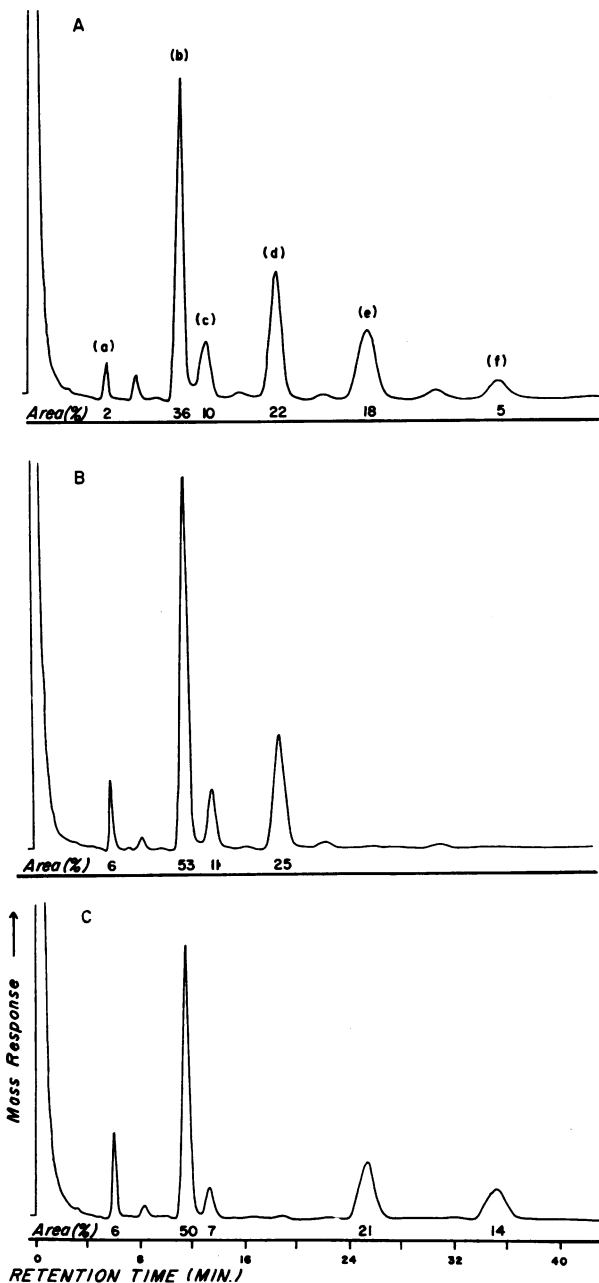 A
(b)
(d)
(c)
(e)
(a)
(f)
Area(%) 2 36 10 22 18 5
B
Area(%) 6 53 11 25
C
Mass Response →
Area(%) 6 50 7 21 14
0 8 16 24 32 40
RETENTION TIME (MIN.)